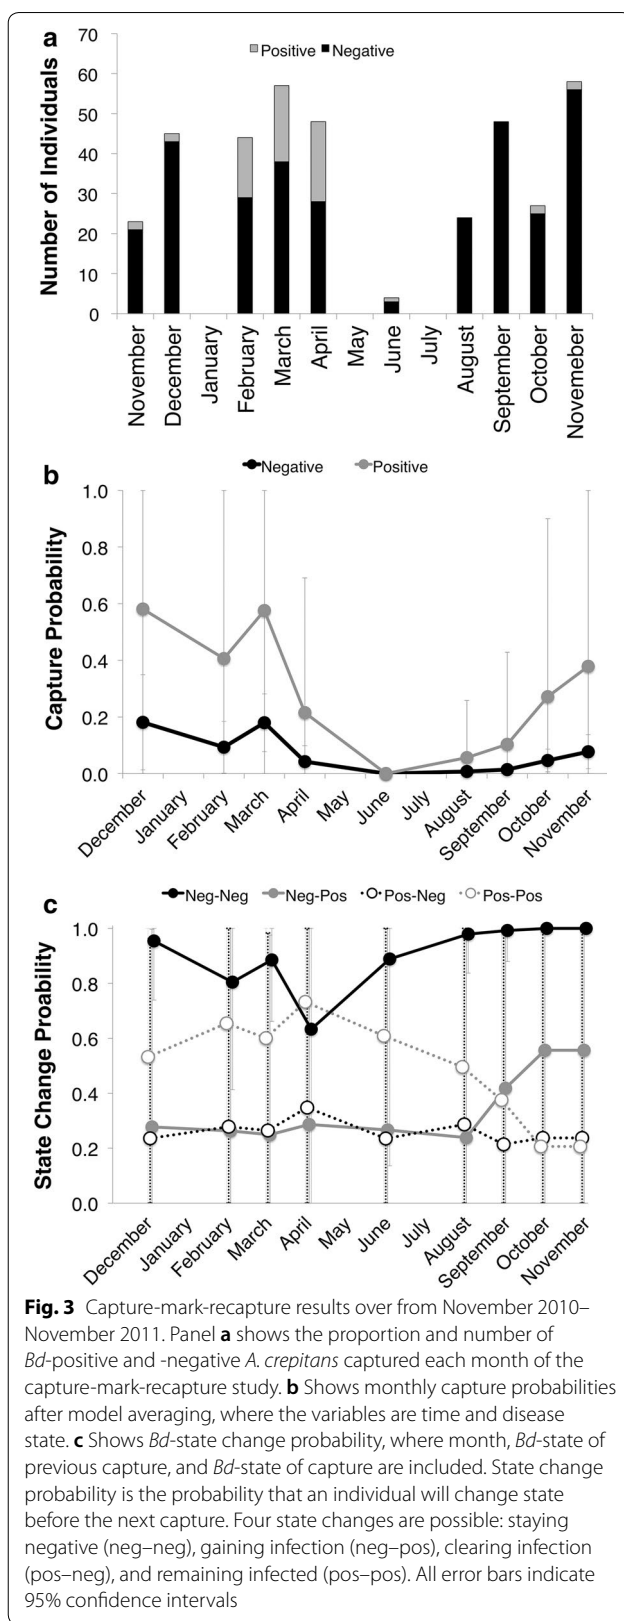 a
Positive Negative
Number of Individuals
70
60
50
40
30
20
10
0
November
December
January
February
March
April
May
June
July
August
September
October
Novemeber
b
Negative Positive
Capture Probability
1.0
0.8
0.6
0.4
0.2
0.0
December
January
February
March
April
May
June
July
August
September
October
November
Neg-Neg Neg-Pos Pos-Neg Pos-Pos
c
State Change Proability
1.0
0.8
0.6
0.4
0.2
0.0
December
January
February
March
April
May
June
July
August
September
October
November
Fig. 3 Capture-mark-recapture results over from November 2010–
November 2011. Panel a shows the proportion and number of
Bd-positive and -negative A. crepitans captured each month of the
capture-mark-recapture study. b Shows monthly capture probabilities
after model averaging, where the variables are time and disease
state. c Shows Bd-state change probability, where month, Bd-state of
previous capture, and Bd-state of capture are included. State change
probability is the probability that an individual will change state
before the next capture. Four state changes are possible: staying
negative (neg–neg), gaining infection (neg–pos), clearing infection
(pos–neg), and remaining infected (pos–pos). All error bars indicate
95% confidence intervals